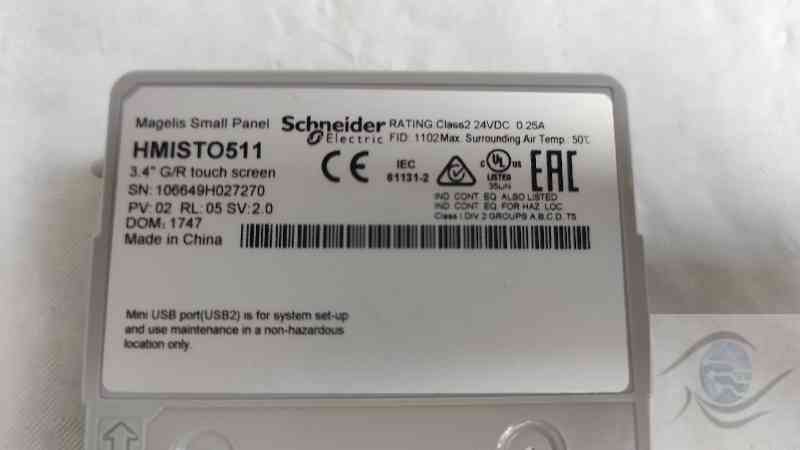 Magelis Small Panel
HMISTO511
3.4" G/R touch screen
SN: 106649H027270
PV: 02 RL: 05 SV: 2.0
DOM: 1747
Made in China
Schneider
Electric
RATING: Class2 24VDC 0.25A
FID: 1102 Max. Surrounding Air Temp. 50℃
CE
IEC
61131-2
C UL US
LISTED
EAC
IND. CONT. EQ. ALSO LISTED
IND. CONT. EQ. FOR HAZ. LOC.
Class I DIV 2 GROUPS A,B,C,D, T5
Mini USB port(USB2) is for system set-up
and use maintenance in a non-hazardous
location only.